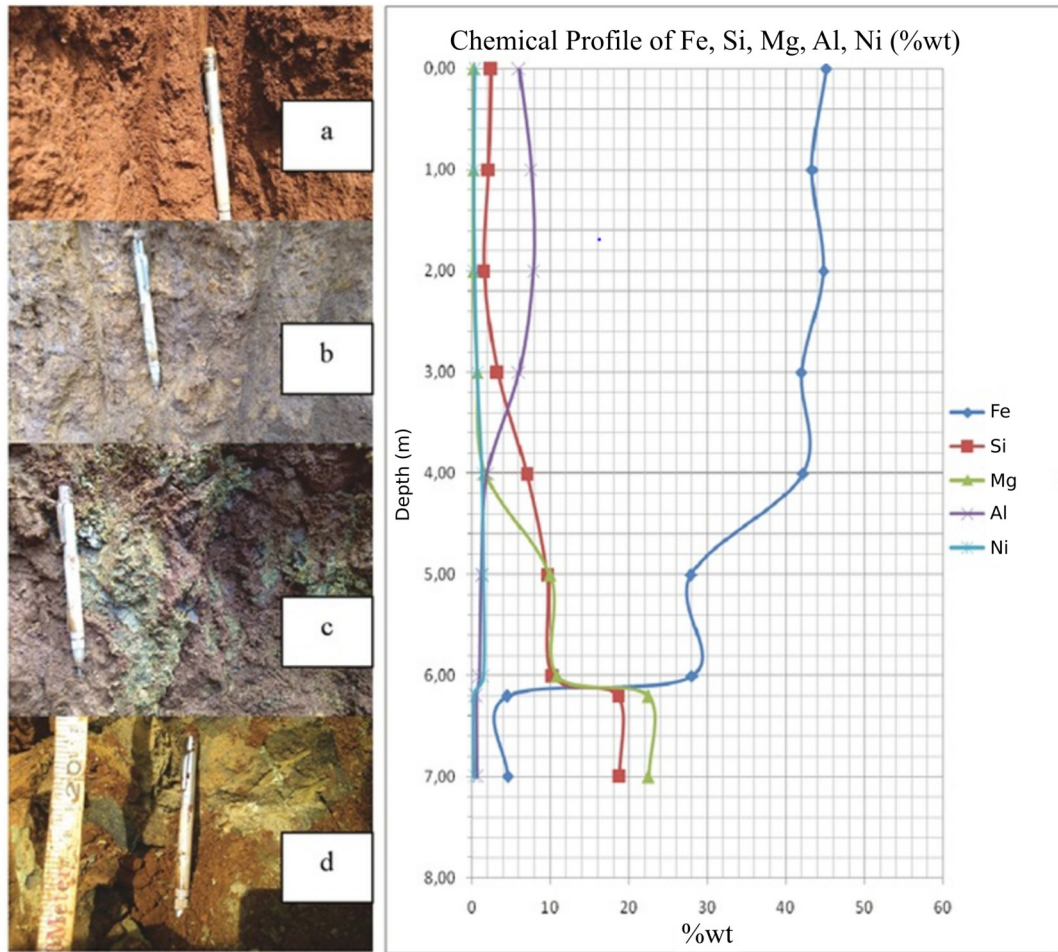 a
b
c
20
Meter
d
Chemical Profile of Fe, Si, Mg, Al, Ni (%wt)
0,00
1,00
2,00
3,00
4,00
5,00
6,00
7,00
8,00
Depth (m)
0 10 20 30 40 50 60
%wt
Fe
Si
Mg
Al
Ni